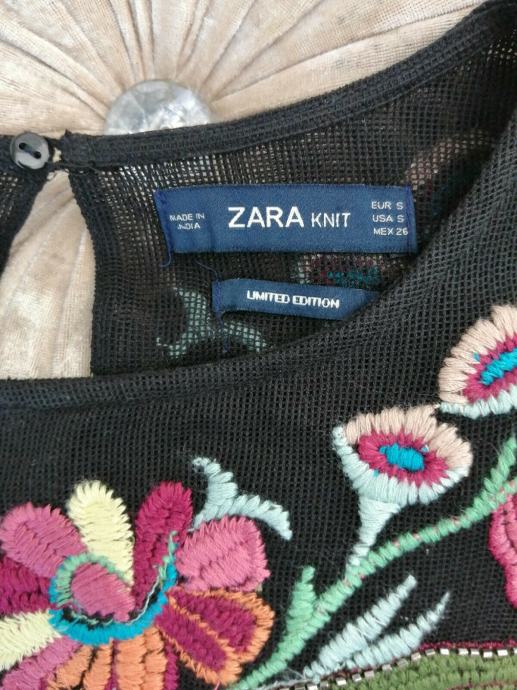 MADE IN
INDIA
ZARA KNIT
EUR S
USA S
MEX 26
LIMITED EDITION